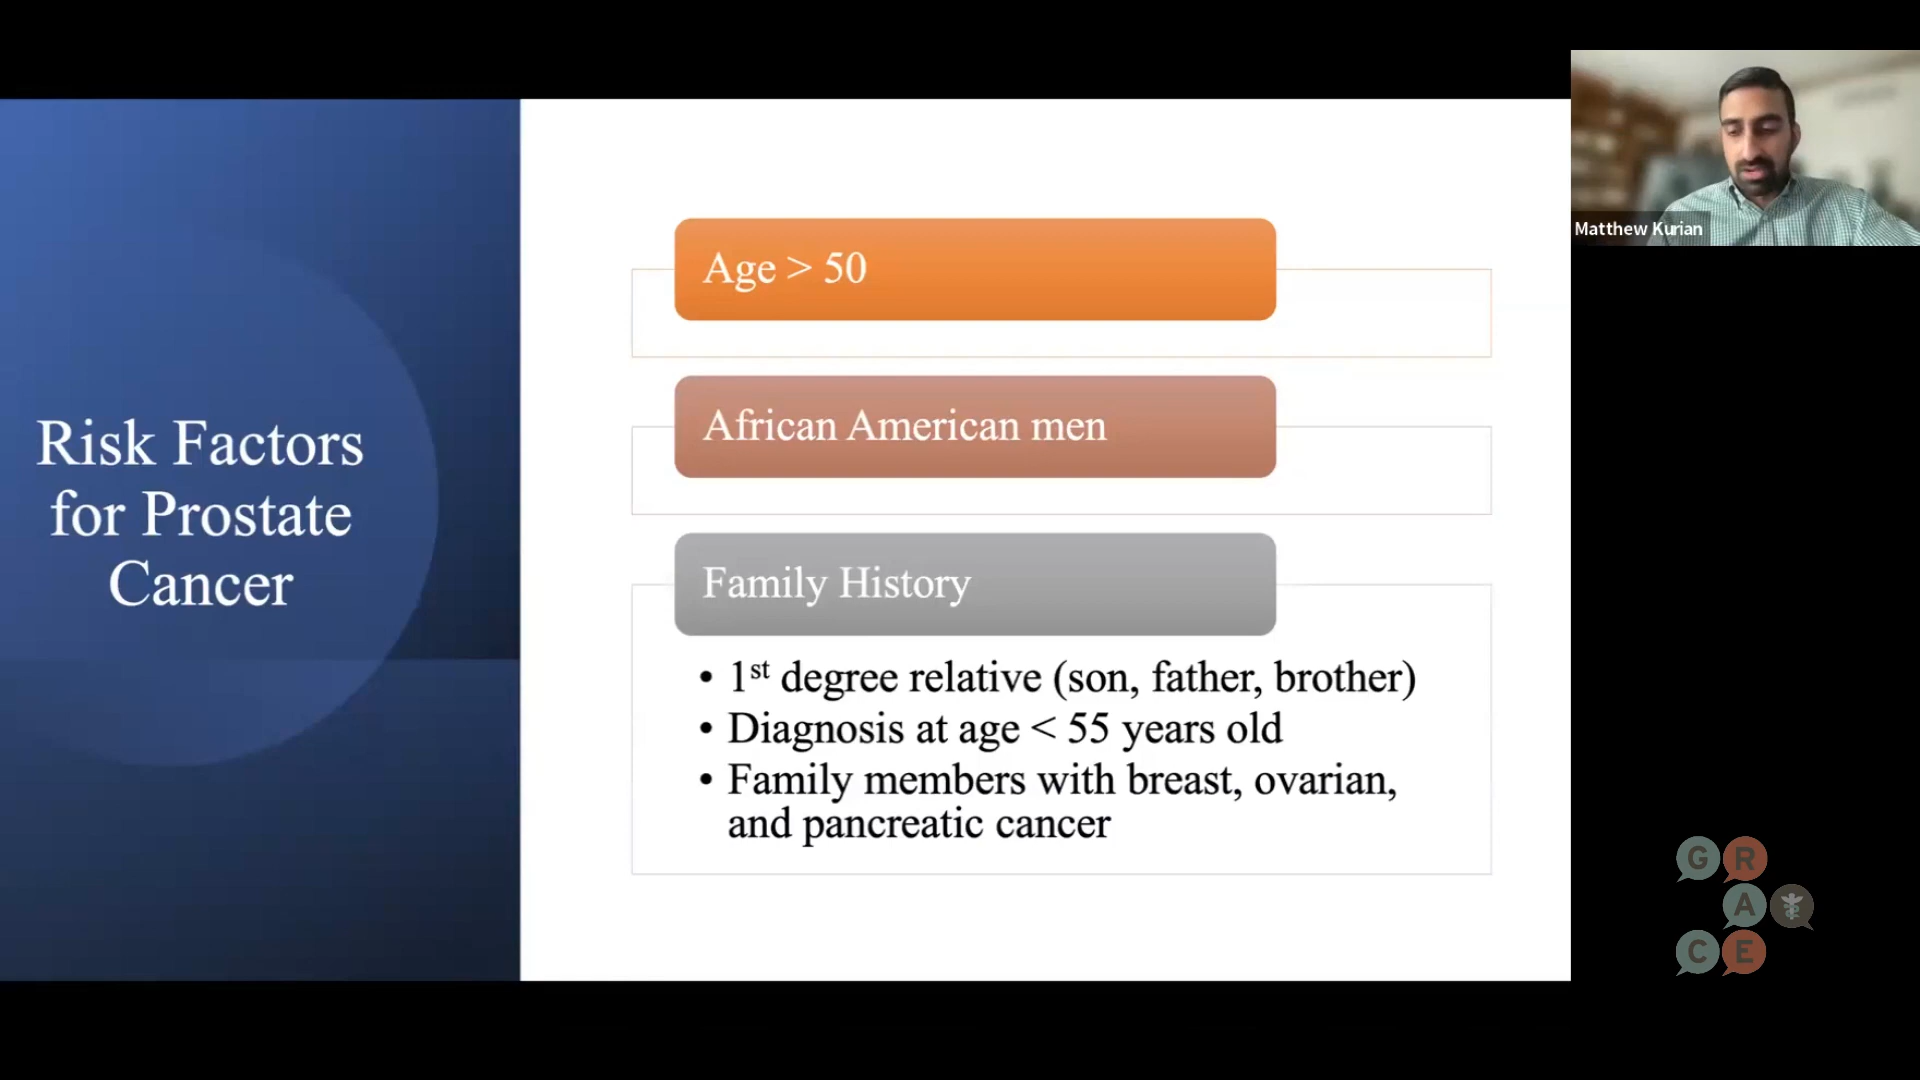 Risk Factors
for Prostate
Cancer
Age > 50
African American men
Family History
• 1st degree relative (son, father, brother)
• Diagnosis at age < 55 years old
• Family members with breast, ovarian,
and pancreatic cancer
Matthew Kurian
G R
A
C E